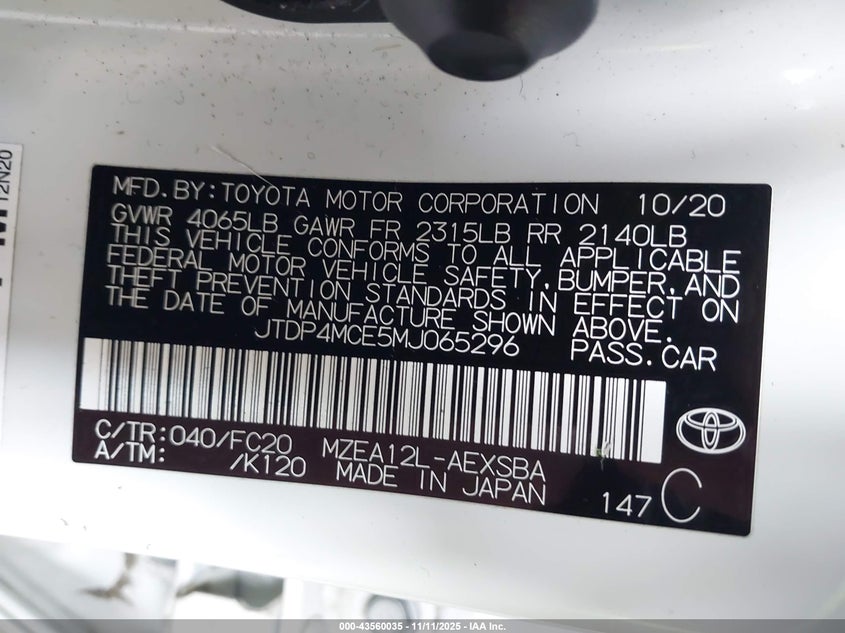 MFD.BY:TOYOTA MOTOR CORPORATION 10/20
GVWR 4065LB GAWR FR 2315LB RR 2140LB
THIS VEHICLE CONFORMS TO ALL APPLICABLE
FEDERAL MOTOR VEHICLE SAFETY,BUMPER,AND
THEFT PREVENTION STANDARDS IN EFFECT ON
THE DATE OF MANUFACTURE SHOWN ABOVE.
JTDP4MCE5MJ065296 PASS.CAR
C/TR:040/FC20 MZEA12L-AEXSBA
A/TM: /K120 MADE IN JAPAN
147 C
12N20
000-43560035 - 11/11/2025 - IAA Inc.